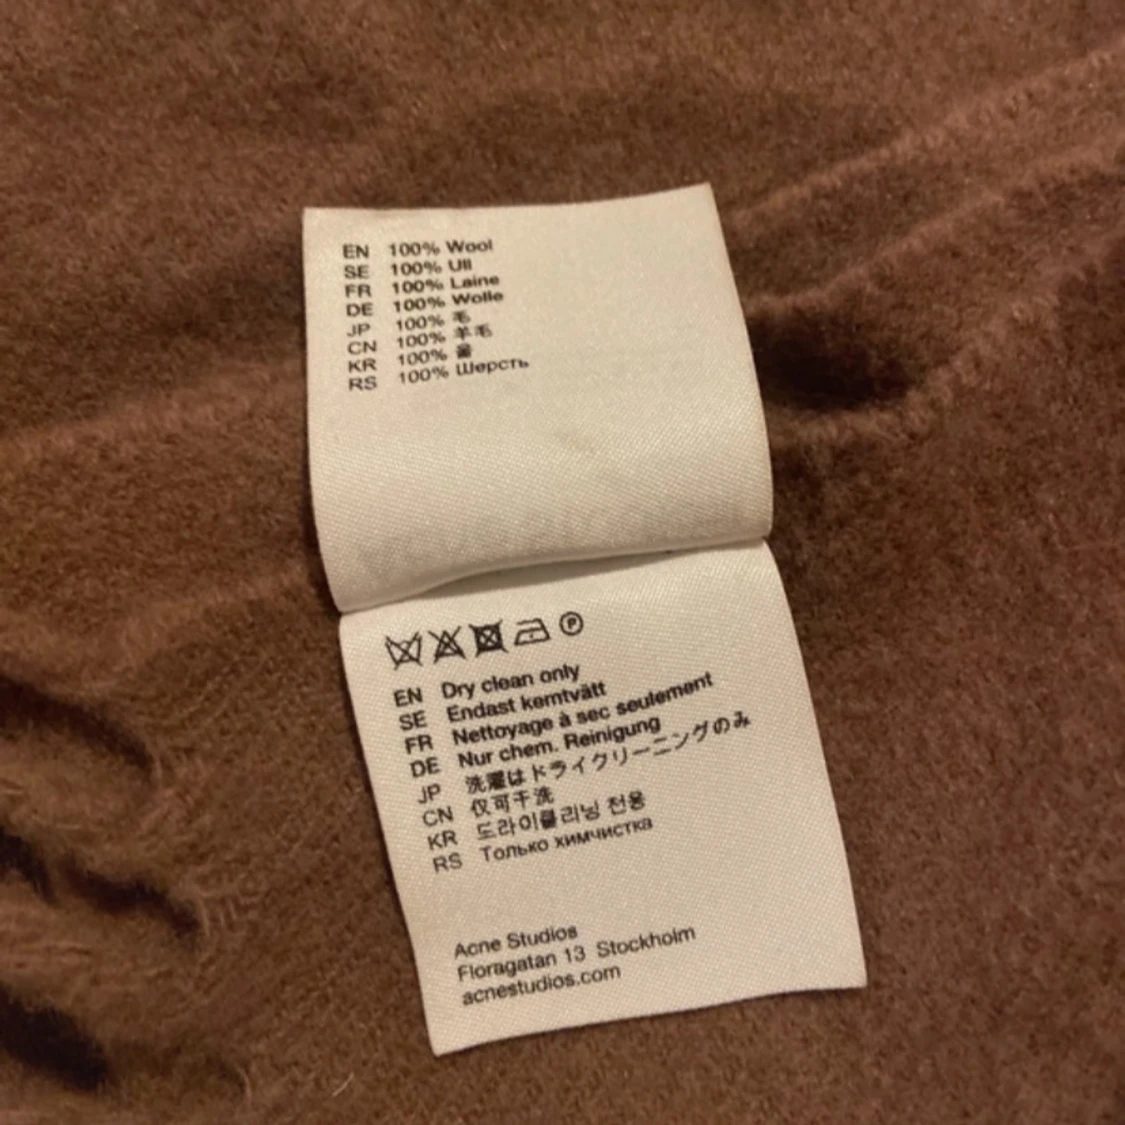 EN 100% Wool
SE 100% Ull
FR 100% Laine
DE 100% Wolle
JP 100% 毛
CN 100% 羊毛
KR 100% 울
RS 100% Шерсть
P
EN Dry clean only
SE Endast kemtvätt
FR Nettoyage à sec seulement
DE Nur chem. Reinigung
JP 洗濯はドライクリーニングのみ
CN 仅可干洗
KR 드라이클리닝 전용
RS Только химчистка
Acne Studios
Floragatan 13 Stockholm
acnestudios.com